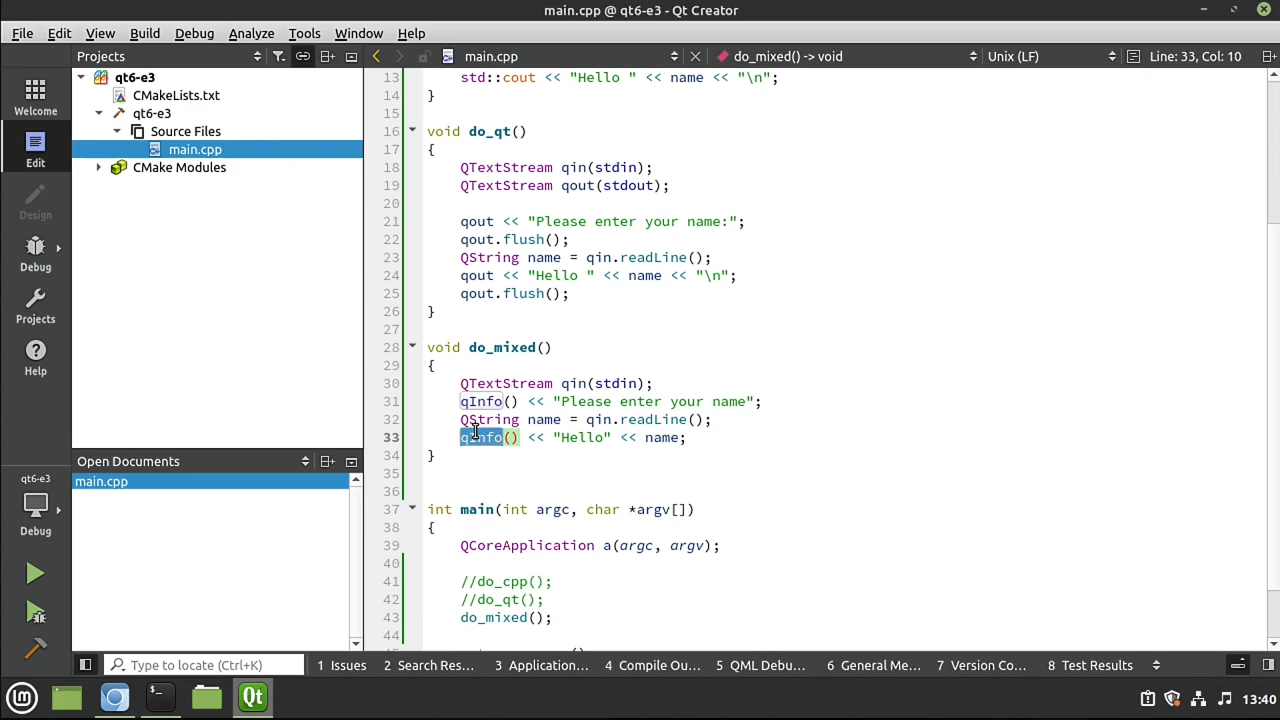 main.cpp @ qt6-e3 - Qt Creator
File Edit View Build Debug Analyze Tools Window Help
Projects main.cpp do_mixed() -> void Unix (LF) Line: 33, Col: 10
Welcome
Edit
Design
Debug
Projects
Help
qt6-e3
Debug
qt6-e3
CMakeLists.txt
qt6-e3
Source Files
main.cpp
CMake Modules
Open Documents
main.cpp
13 std::cout << "Hello " << name << "\n";
14 }
15
16 void do_qt()
17 {
18 QTextStream qin(stdin);
19 QTextStream qout(stdout);
20
21 qout << "Please enter your name:";
22 qout.flush();
23 QString name = qin.readLine();
24 qout << "Hello " << name << "\n";
25 qout.flush();
26 }
27
28 void do_mixed()
29 {
30 QTextStream qin(stdin);
31 qInfo() << "Please enter your name";
32 QString name = qin.readLine();
33 qInfo() << "Hello" << name;
34 }
35
36
37 int main(int argc, char *argv[])
38 {
39 QCoreApplication a(argc, argv);
40
41 //do_cpp();
42 //do_qt();
43 do_mixed();
44
Type to locate (Ctrl+K) 1 Issues 2 Search Res... 3 Application... 4 Compile Ou... 5 QML Debu... 6 General Me... 7 Version Co... 8 Test Results
Qt 13:40